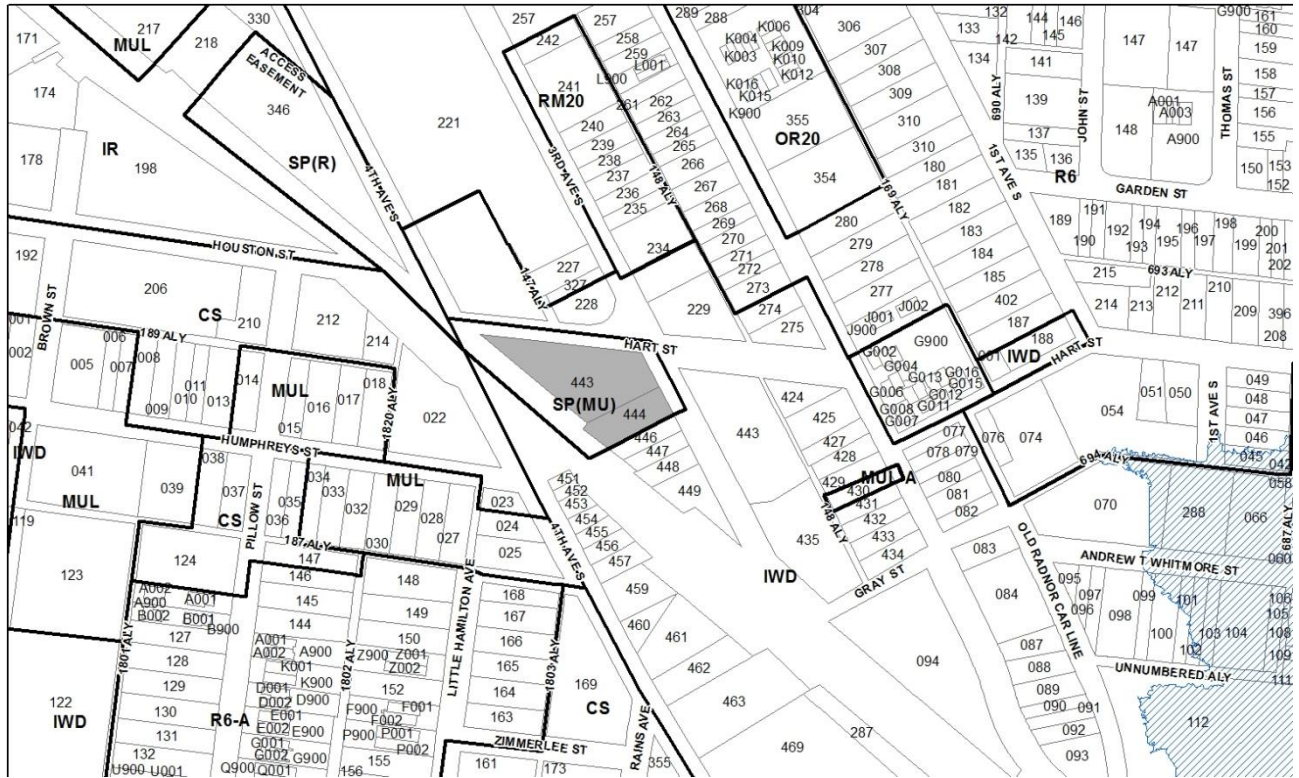 171
217
MUL
218
330
ACCESS EASEMENT
174
346
178
IR
198
SP(R)
4TH AVE S
221
257
242
257
258
259
L001
L900
241
261
RM20
262
263
264
265
266
240
239
238
237
236
235
267
268
269
270
271
272
273
234
3RD AVE S
148 ALY
289
288
K004
K006
K003
K009
K010
K012
K016
K015
K900
304
355
OR20
354
306
307
308
309
310
310
180
181
182
183
184
185
402
187
188
169 ALY
1ST AVE S
280
279
278
277
J002
J001
J900
132
133
134
142
144
145
146
141
139
137
135
136
690 ALY
JOHN ST
R6
147
147
148
A001
A003
A900
THOMAS ST
G900
161
160
159
158
157
156
155
150
153
152
GARDEN ST
189
191
190
192
193
194
195
196
197
198
199
200
201
202
693 ALY
215
214
213
212
211
210
209
396
208
192
206
HOUSTON ST
BROWN ST
CS
210
212
214
189 ALY
001
002
005
006
007
008
009
010
011
013
014
MUL
015
016
017
018
1820 ALY
022
227
327
228
147 ALY
229
274
275
HART ST
443
SP(MU)
444
446
447
448
449
443
424
425
427
428
429
430
431
432
433
434
435
MUL-A
148 ALY
IWD
GRAY ST
G002
G900
G004
G006
G013
G016
G015
G012
G011
G008
G007
001
IWD
HART ST
077
078
079
080
081
082
076
074
054
051
050
1ST AVE S
049
048
047
046
045
042
694 ALY
058
070
288
066
687 ALY
060
ANDREW T WHITMORE ST
OLD RADNOR CAR LINE
083
084
095
096
097
098
099
100
101
102
103
104
106
105
108
109
111
UNNUMBERED ALY
087
088
089
090
091
092
093
094
112
042
IWD
041
MUL
039
119
HUMPHREYS ST
038
037
CS
PILLOW ST
035
036
034
033
032
MUL
029
028
030
027
023
024
025
187 ALY
147
123
124
122
IWD
1801 ALY
A002
A900
A001
B002
B001
B900
127
128
129
130
131
132
U900
U001
R6-A
146
145
144
A001
A002
A900
K001
K900
D001
D002
D900
E001
E002
E900
G001
G002
G900
Q900
Q001
1802 ALY
148
149
150
Z900
Z001
Z002
152
F900
F001
F002
P900
P001
P002
155
156
LITTLE HAMILTON AVE
168
167
166
165
164
163
1803 ALY
169
CS
ZIMMERLEE ST
161
173
RAINS AVE
355
4TH AVE S
451
452
453
454
455
456
457
459
460
461
462
463
469
287